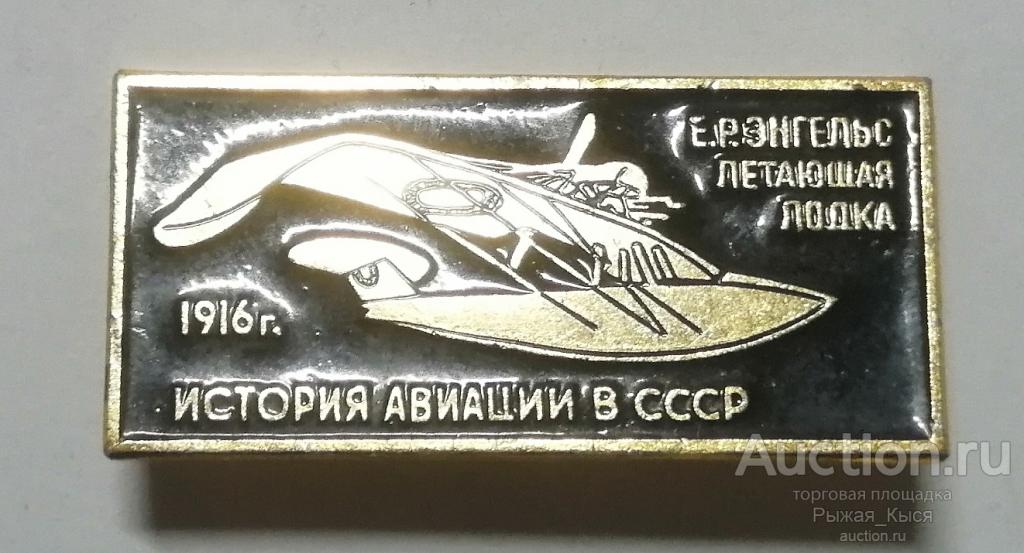 Е.Р.ЭНГЕЛЬС
ЛЕТАЮЩАЯ
ЛОДКА
1916г.
ИСТОРИЯ АВИАЦИИ В СССР
Auction.ru
торговая площадка
Рыжая_Кыся
auction.ru